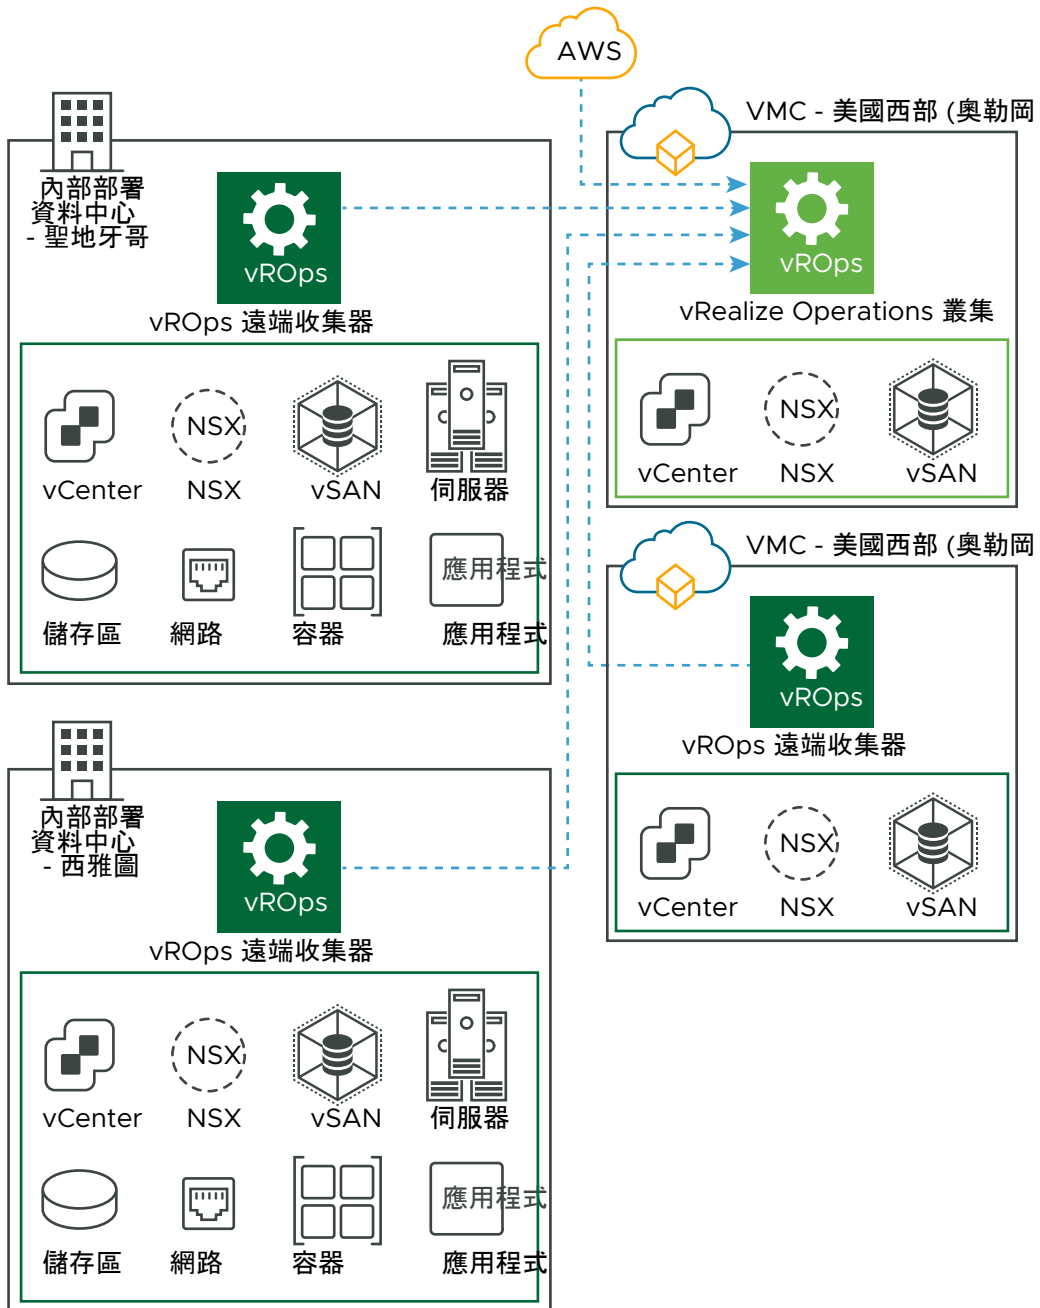 AWS
內部部署
資料中心
- 聖地牙哥
vROps
vROps 遠端收集器
vCenter
NSX
NSX
vSAN
伺服器
儲存區
網路
容器
應用程式
應用程式
VMC - 美國西部 (奧勒岡
vROps
vRealize Operations 叢集
vCenter
NSX
NSX
vSAN
VMC - 美國西部 (奧勒岡
vROps
vROps 遠端收集器
vCenter
NSX
NSX
vSAN
內部部署
資料中心
- 西雅圖
vROps
vROps 遠端收集器
vCenter
NSX
NSX
vSAN
伺服器
儲存區
網路
容器
應用程式
應用程式